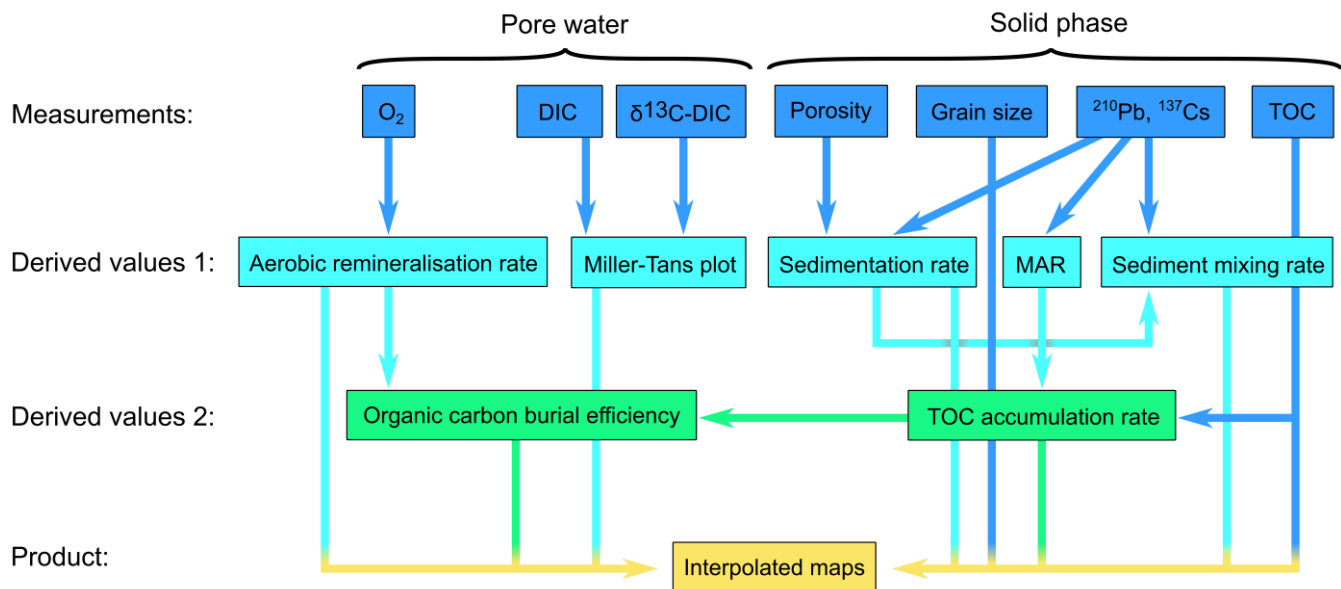 Pore water
Solid phase
Measurements:
O₂
DIC
δ¹³C-DIC
Porosity
Grain size
²¹⁰Pb, ¹³⁷Cs
TOC
Derived values 1:
Aerobic remineralisation rate
Miller-Tans plot
Sedimentation rate
MAR
Sediment mixing rate
Derived values 2:
Organic carbon burial efficiency
TOC accumulation rate
Product:
Interpolated maps